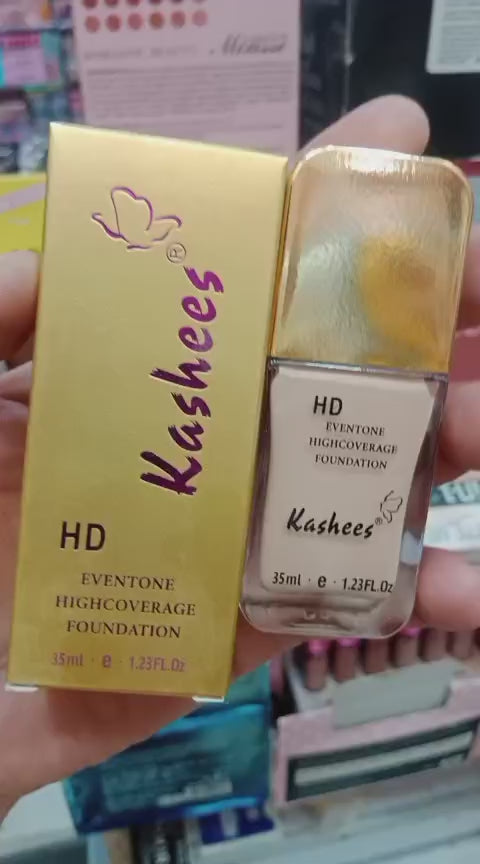 Kashees®
HD
EVENTONE
HIGHCOVERAGE
FOUNDATION
35ml · e · 1.23FL.Oz
HD
EVENTONE
HIGHCOVERAGE
FOUNDATION
Kashees®
35ml · e · 1.23FL.Oz